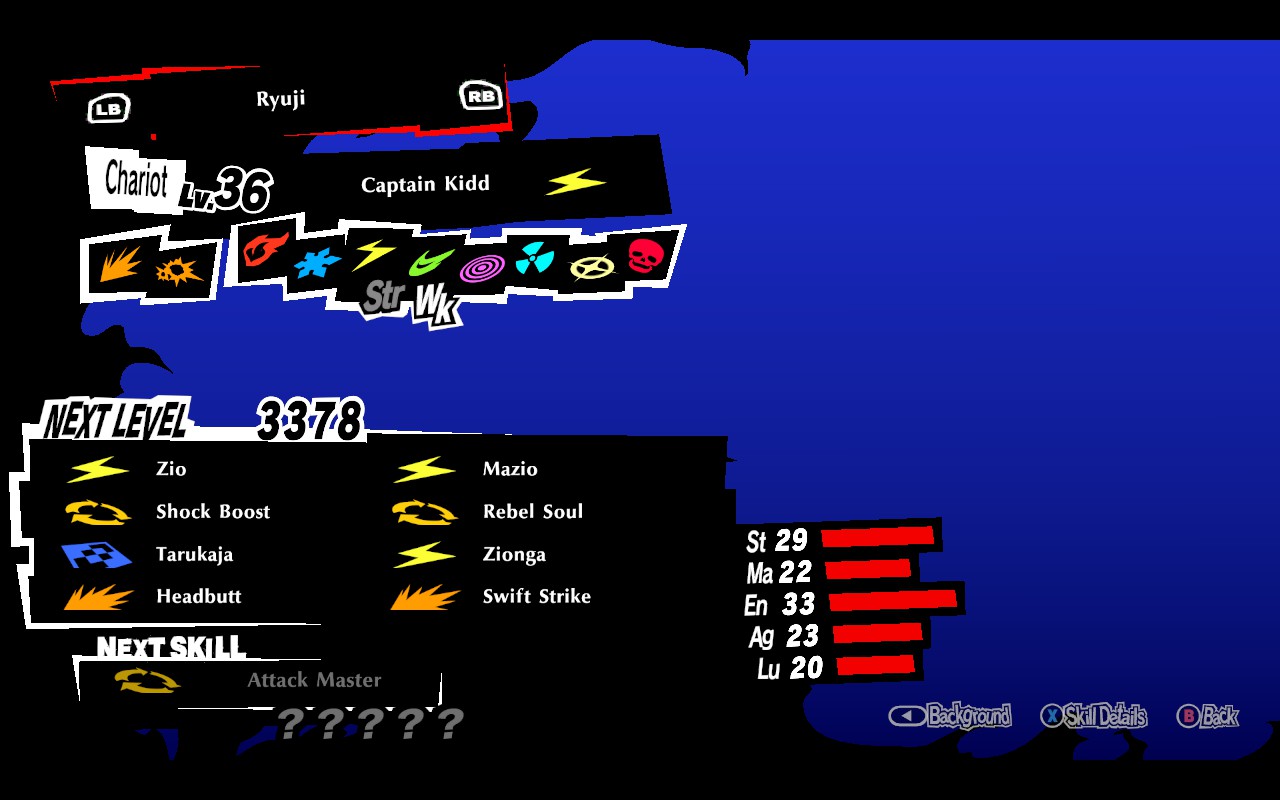 LB Ryuji RB
Chariot Lv.36 Captain Kidd
Str Wk
NEXT LEVEL 3378
Zio Mazio
Shock Boost Rebel Soul
Tarukaja Zionga
Headbutt Swift Strike
St 29
Ma 22
En 33
Ag 23
Lu 20
NEXT SKILL
Attack Master
? ? ? ? ?
Background X Skill Details B Back